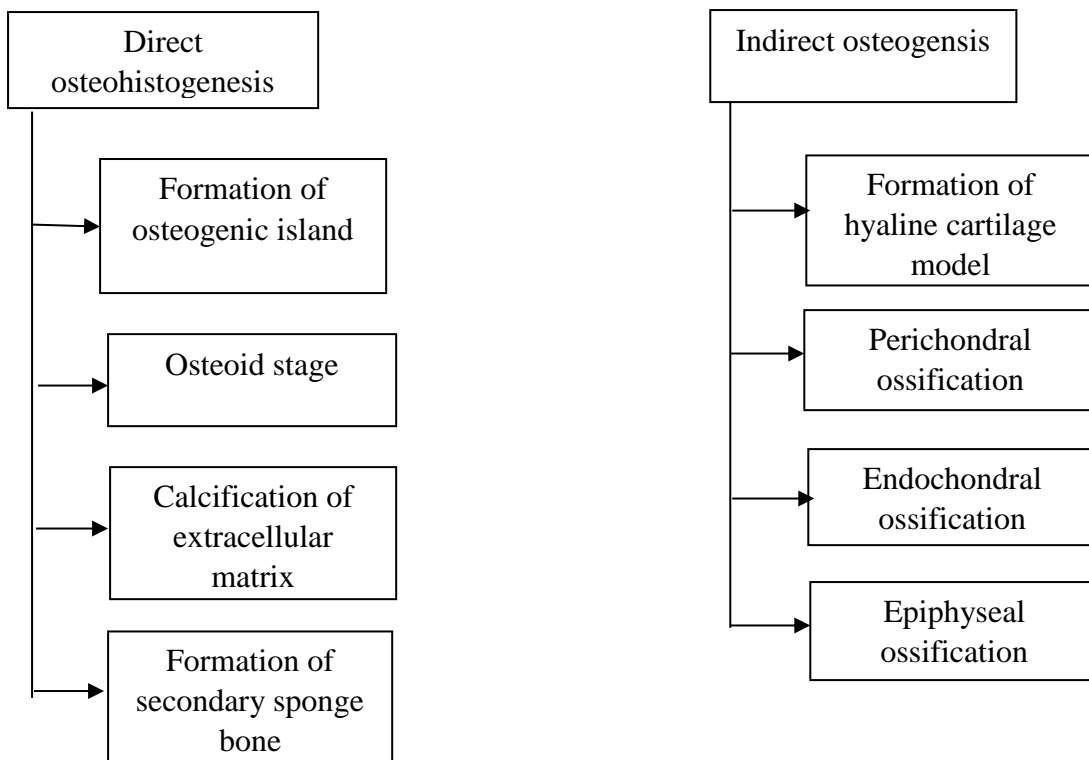 Direct
osteohistogenesis
Formation of
osteogenic island
Osteoid stage
Calcification of
extracellular
matrix
Formation of
secondary sponge
bone
Indirect osteogensis
Formation of
hyaline cartilage
model
Perichondral
ossification
Endochondral
ossification
Epiphyseal
ossification